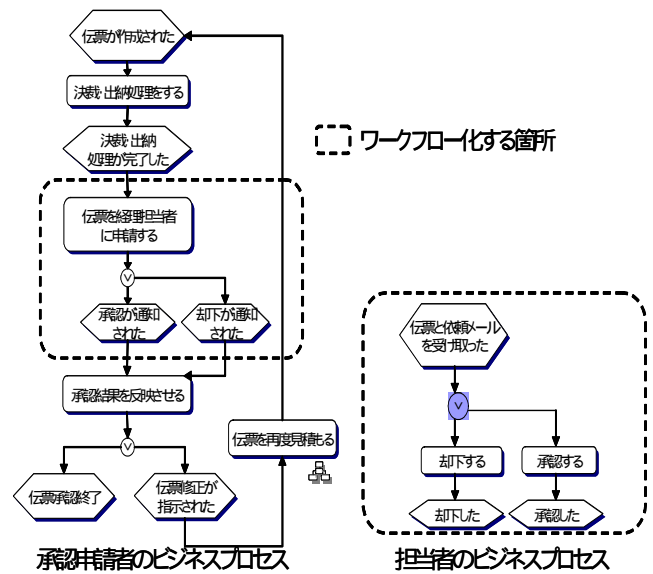 伝票が作成された
決裁・出納処理をする
決裁・出納
処理が完了した
ワークフロー化する箇所
伝票を経理担当者
に申請する
∨
承認が通知
された
却下が通知
された
承認結果を反映させる
∨
伝票承認終了
伝票修正が
指示された
伝票を再度見積もる
承認申請者のビジネスプロセス
伝票と依頼メール
を受け取った
∨
却下する
承認する
却下した
承認した
担当者のビジネスプロセス